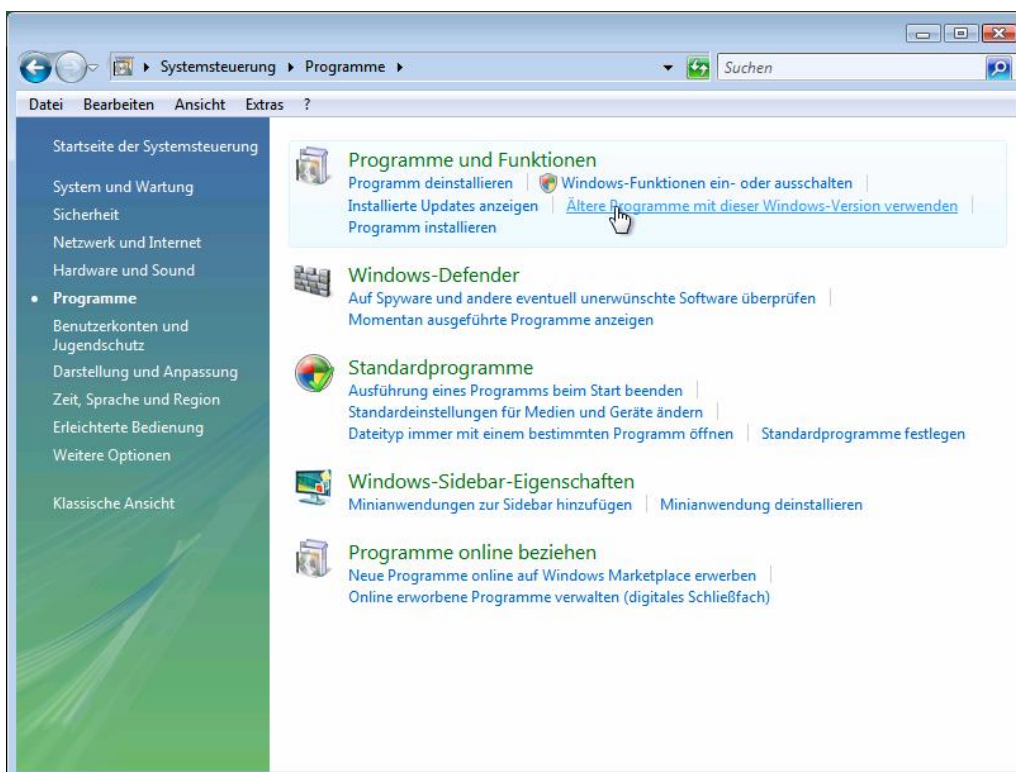 Systemsteuerung Programme
Suchen
Datei Bearbeiten Ansicht Extras ?
Startseite der Systemsteuerung
System und Wartung
Sicherheit
Netzwerk und Internet
Hardware und Sound
Programme
Benutzerkonten und
Jugendschutz
Darstellung und Anpassung
Zeit, Sprache und Region
Erleichterte Bedienung
Weitere Optionen
Klassische Ansicht
Programme und Funktionen
Programm deinstallieren Windows-Funktionen ein- oder ausschalten
Installierte Updates anzeigen Ältere Programme mit dieser Windows-Version verwenden
Programm installieren
Windows-Defender
Auf Spyware und andere eventuell unerwünschte Software überprüfen
Momentan ausgeführte Programme anzeigen
Standardprogramme
Ausführung eines Programms beim Start beenden
Standardeinstellungen für Medien und Geräte ändern
Dateityp immer mit einem bestimmten Programm öffnen Standardprogramme festlegen
Windows-Sidebar-Eigenschaften
Minianwendungen zur Sidebar hinzufügen Minianwendung deinstallieren
Programme online beziehen
Neue Programme online auf Windows Marketplace erwerben
Online erworbene Programme verwalten (digitales Schließfach)